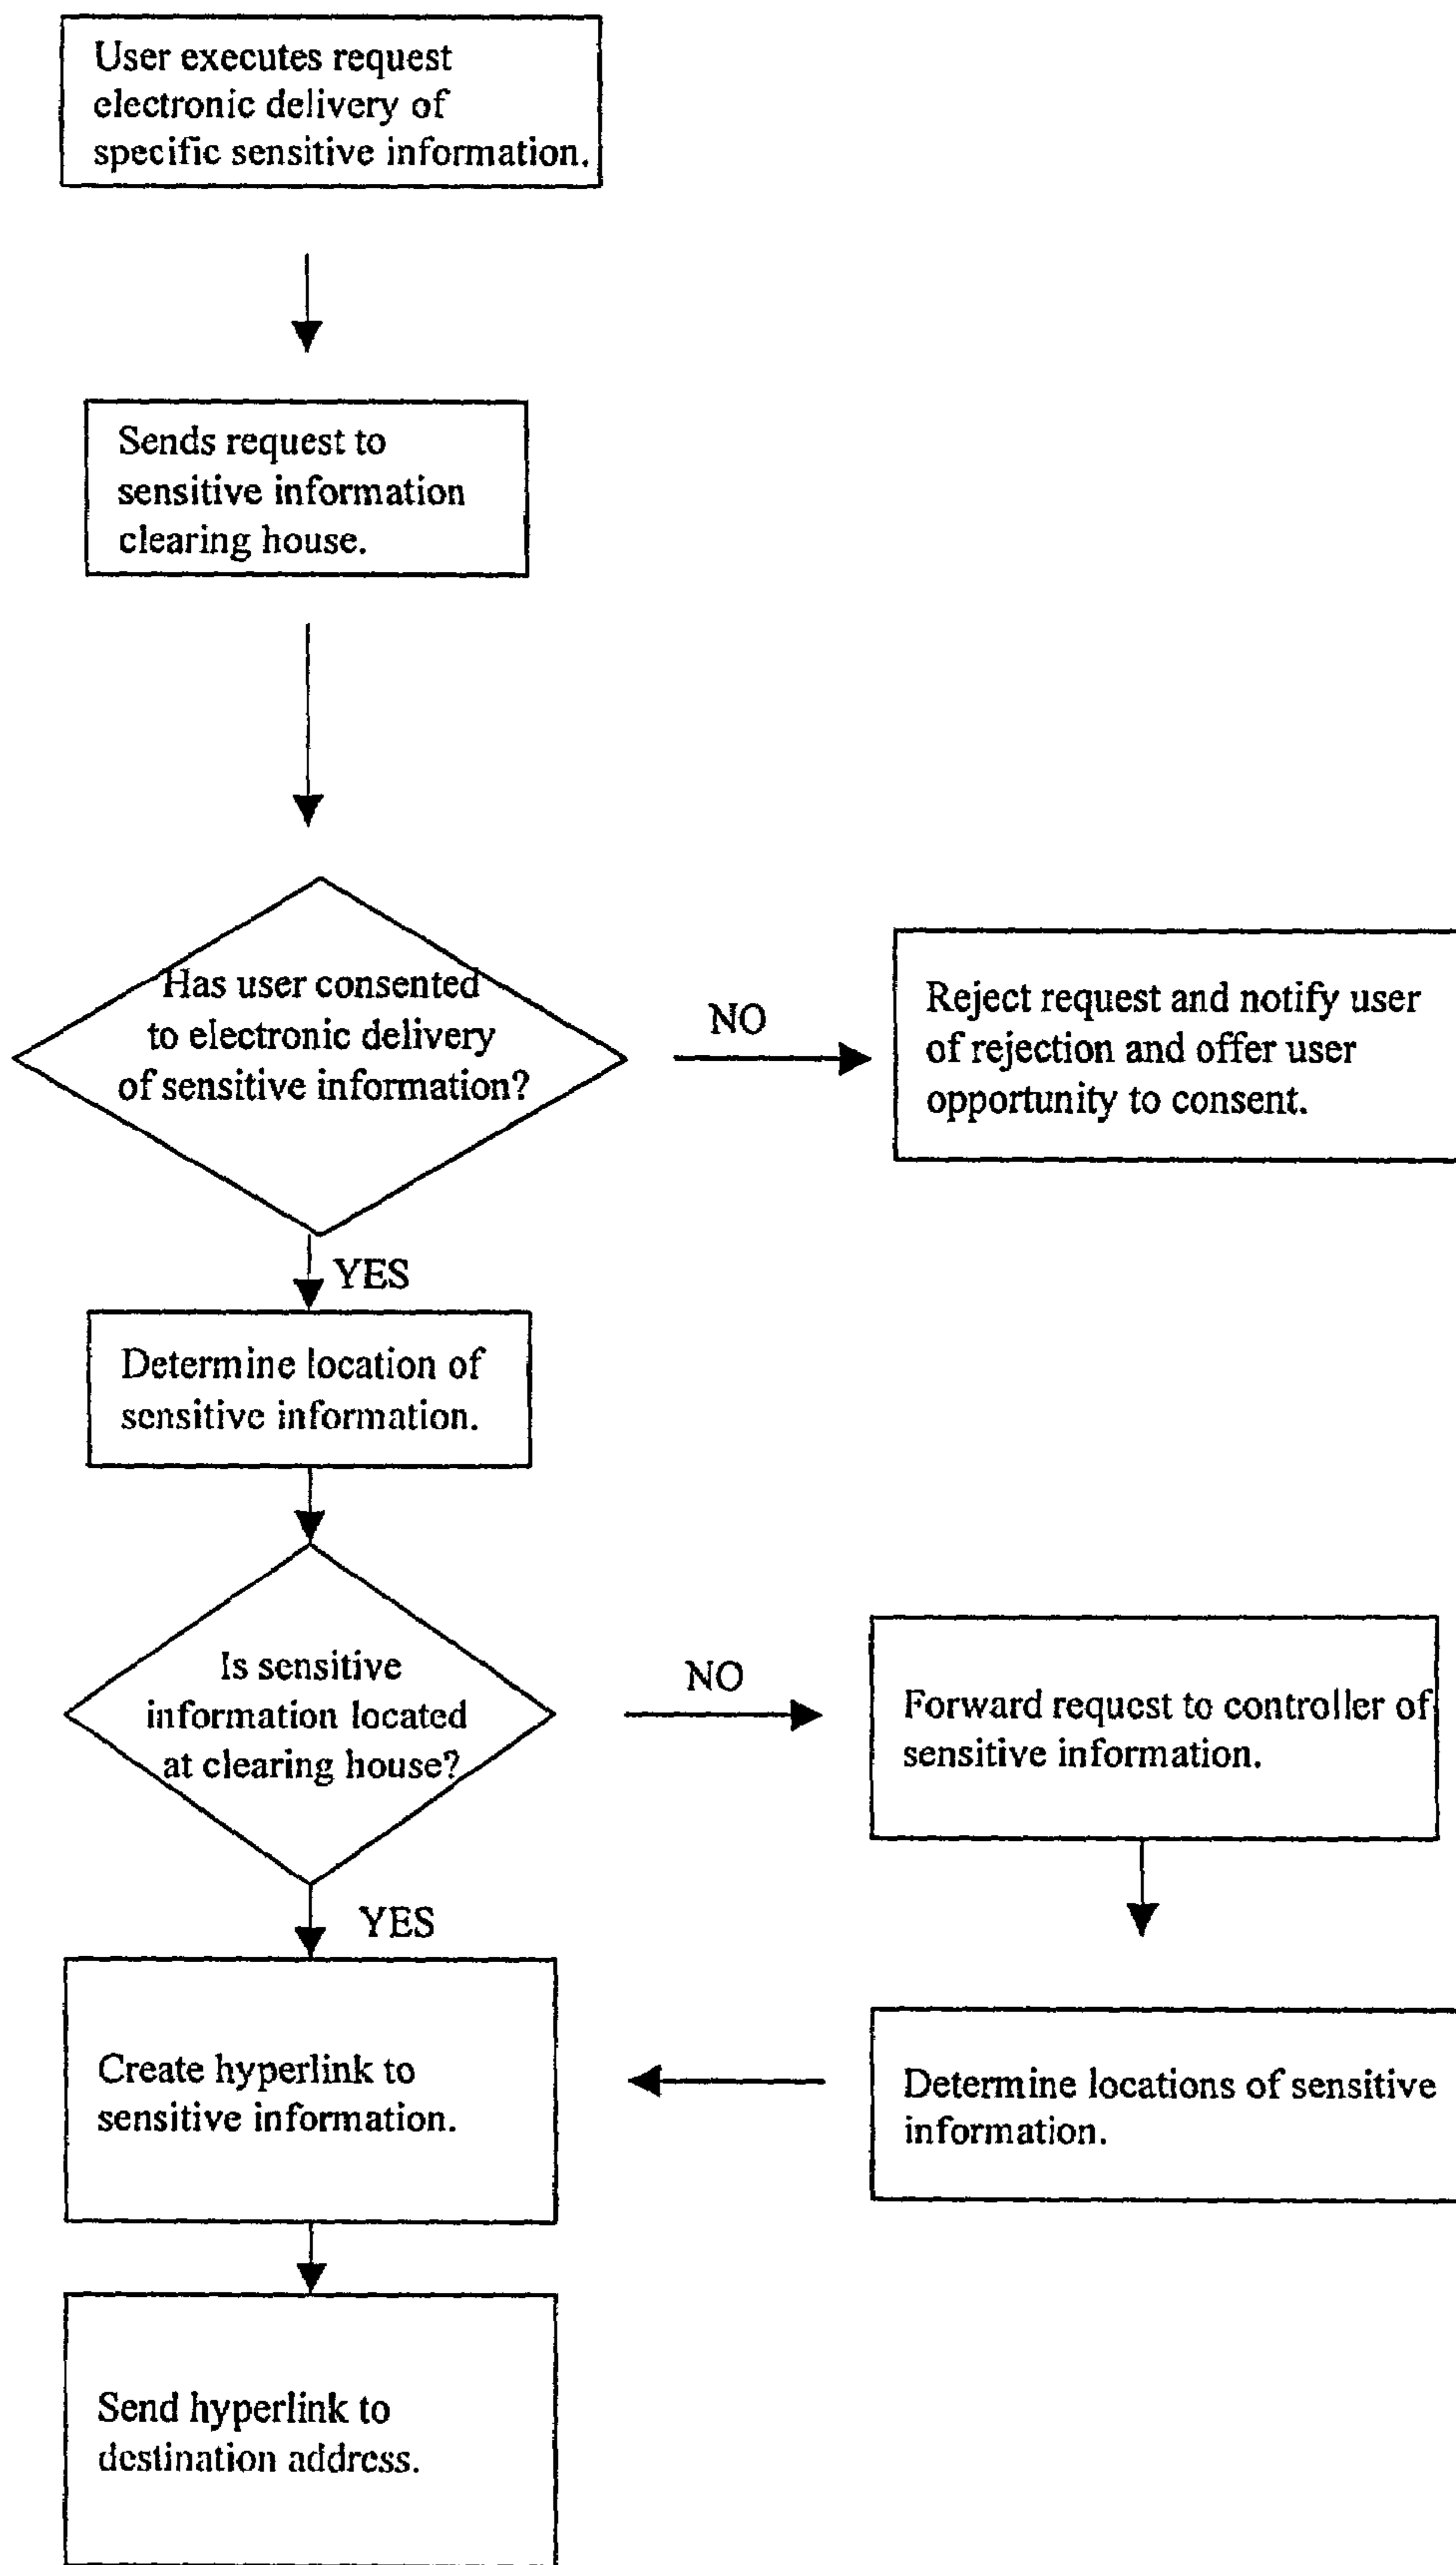 User executes request
electronic delivery of
specific sensitive information.
Sends request to
sensitive information
clearing house.
Has user consented
to electronic delivery
of sensitive information?
NO
Reject request and notify user
of rejection and offer user
opportunity to consent.
YES
Determine location of
sensitive information.
Is sensitive
information located
at clearing house?
NO
Forward request to controller of
sensitive information.
YES
Create hyperlink to
sensitive information.
Determine locations of sensitive
information.
Send hyperlink to
destination address.